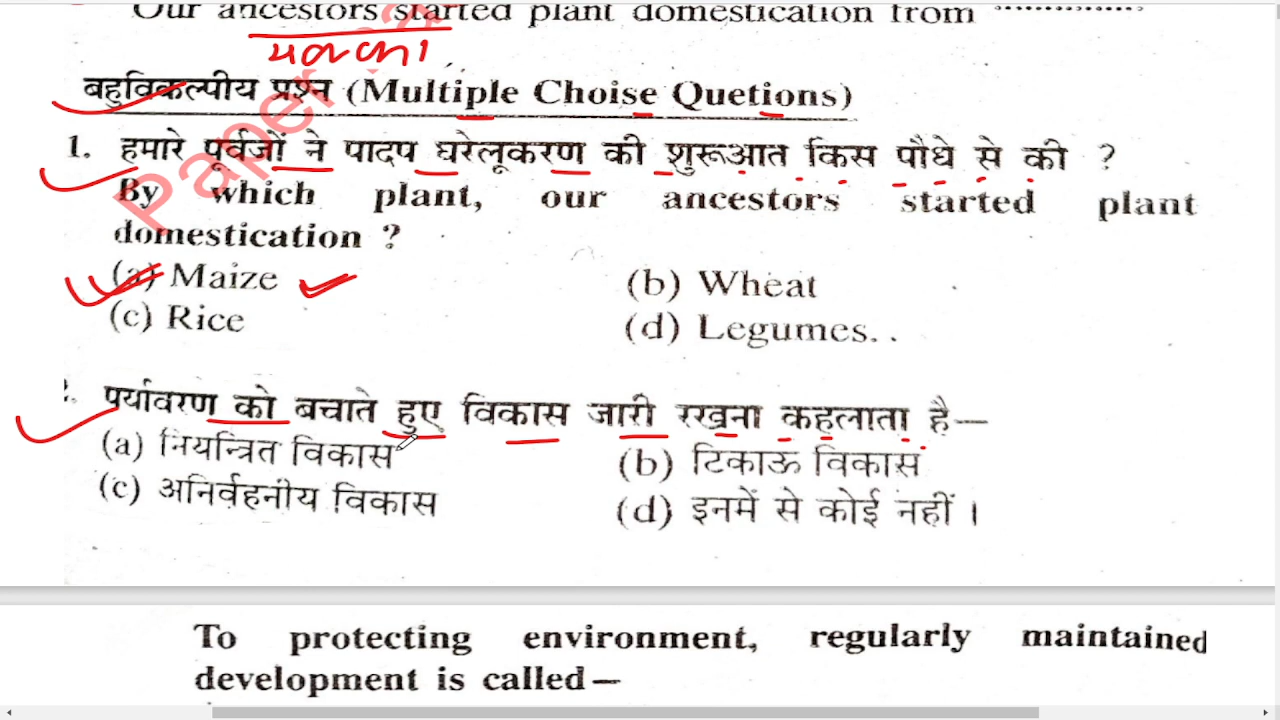 Our ancestors started plant domestication from ..............
मक्का
बहुविकल्पीय प्रश्न (Multiple Choise Quetions)
1. हमारे पूर्वजों ने पादप घरेलूकरण की शुरूआत किस पौधे से की ?
By which plant, our ancestors started plant
domestication ?
(a) Maize (b) Wheat
(c) Rice (d) Legumes. .
पर्यावरण को बचाते हुए विकास जारी रखना कहलाता है—
(a) नियन्त्रित विकास (b) टिकाऊ विकास
(c) अनिर्वहनीय विकास (d) इनमें से कोई नहीं ।
To protecting environment, regularly maintained
development is called—
Paper